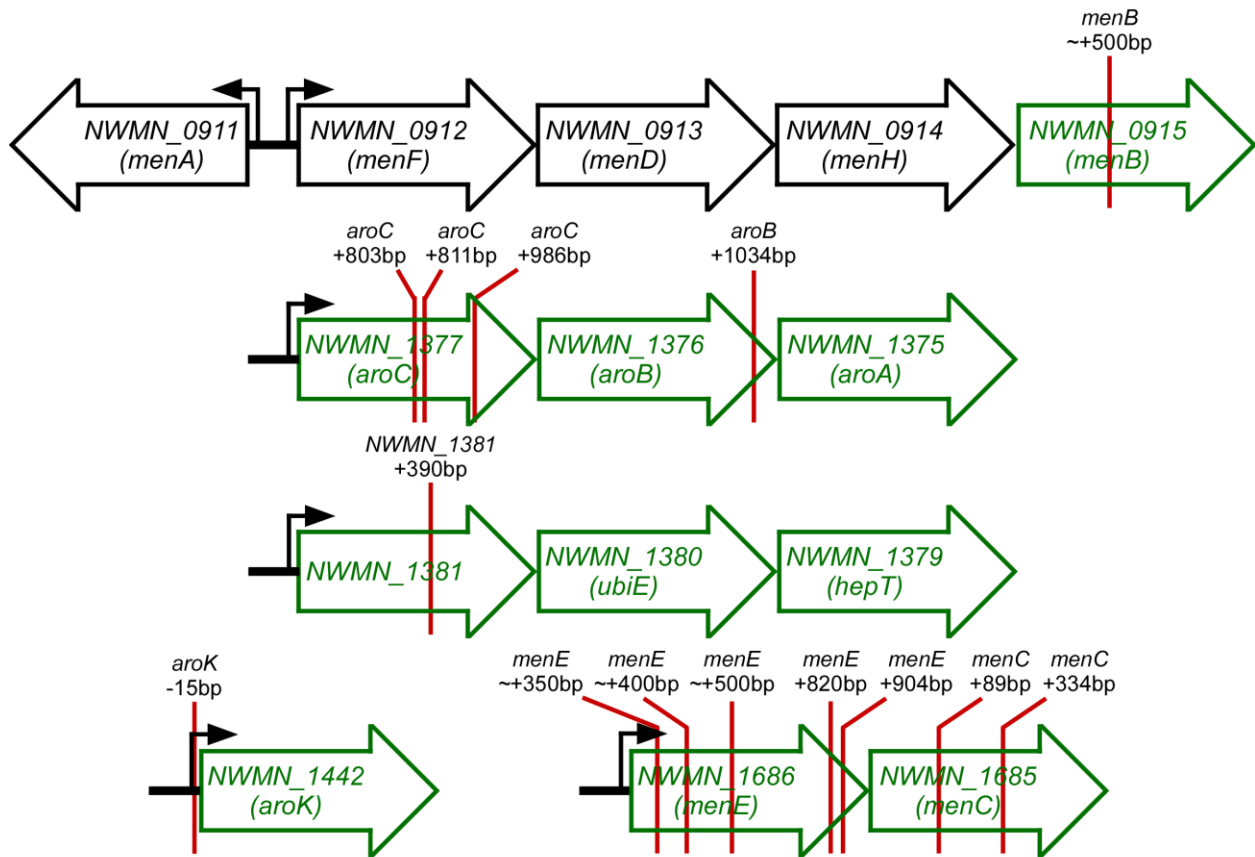 menB
~+500bp
NWMN_0911
(menA)
NWMN_0912
(menF)
NWMN_0913
(menD)
NWMN_0914
(menH)
NWMN_0915
(menB)
aroC
+803bp
aroC
+811bp
aroC
+986bp
aroB
+1034bp
NWMN_1377
(aroC)
NWMN_1376
(aroB)
NWMN_1375
(aroA)
NWMN_1381
+390bp
NWMN_1381
NWMN_1380
(ubiE)
NWMN_1379
(hepT)
aroK
-15bp
menE
~+350bp
menE
~+400bp
menE
~+500bp
menE
+820bp
menE
+904bp
menC
+89bp
menC
+334bp
NWMN_1442
(aroK)
NWMN_1686
(menE)
NWMN_1685
(menC)